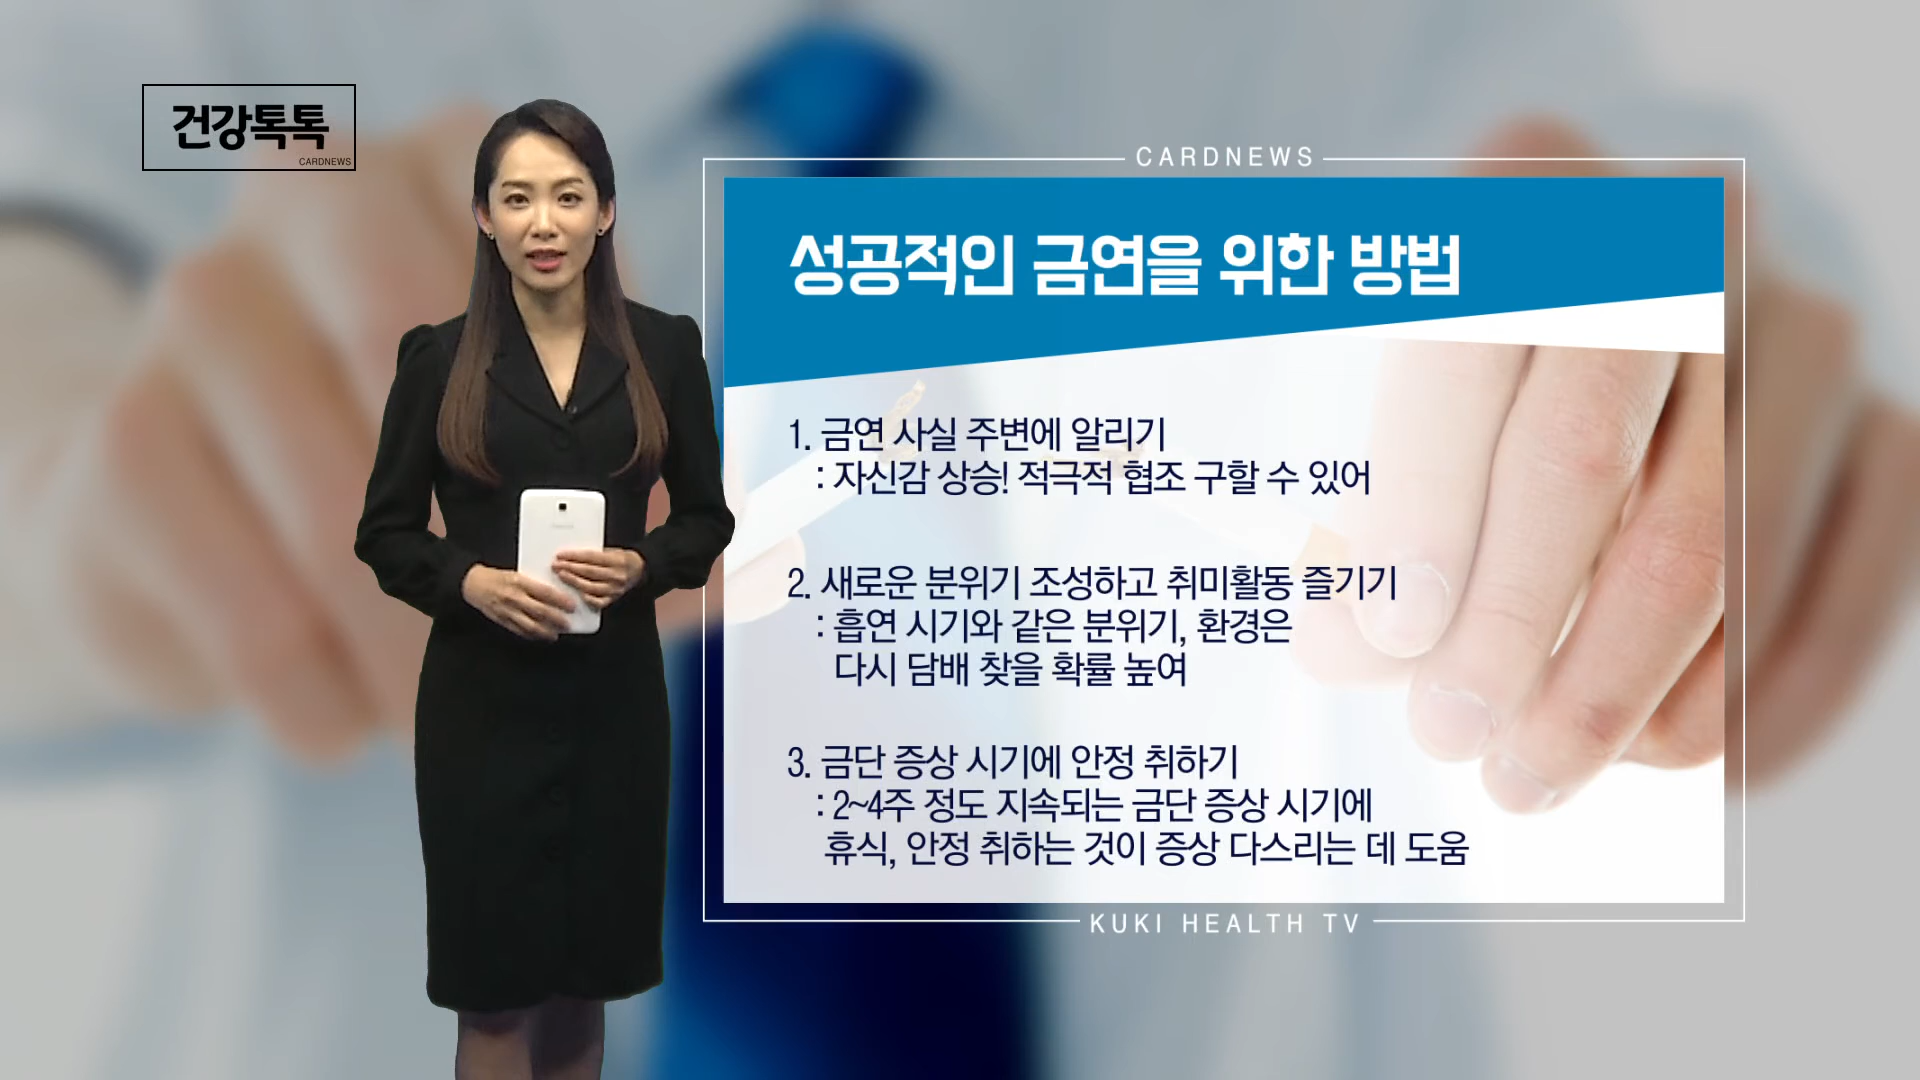 건강톡톡
CARDNEWS
CARDNEWS
성공적인 금연을 위한 방법
1. 금연 사실 주변에 알리기
: 자신감 상승! 적극적 협조 구할 수 있어
2. 새로운 분위기 조성하고 취미활동 즐기기
: 흡연 시기와 같은 분위기, 환경은
다시 담배 찾을 확률 높여
3. 금단 증상 시기에 안정 취하기
: 2~4주 정도 지속되는 금단 증상 시기에
휴식, 안정 취하는 것이 증상 다스리는 데 도움
KUKI HEALTH TV